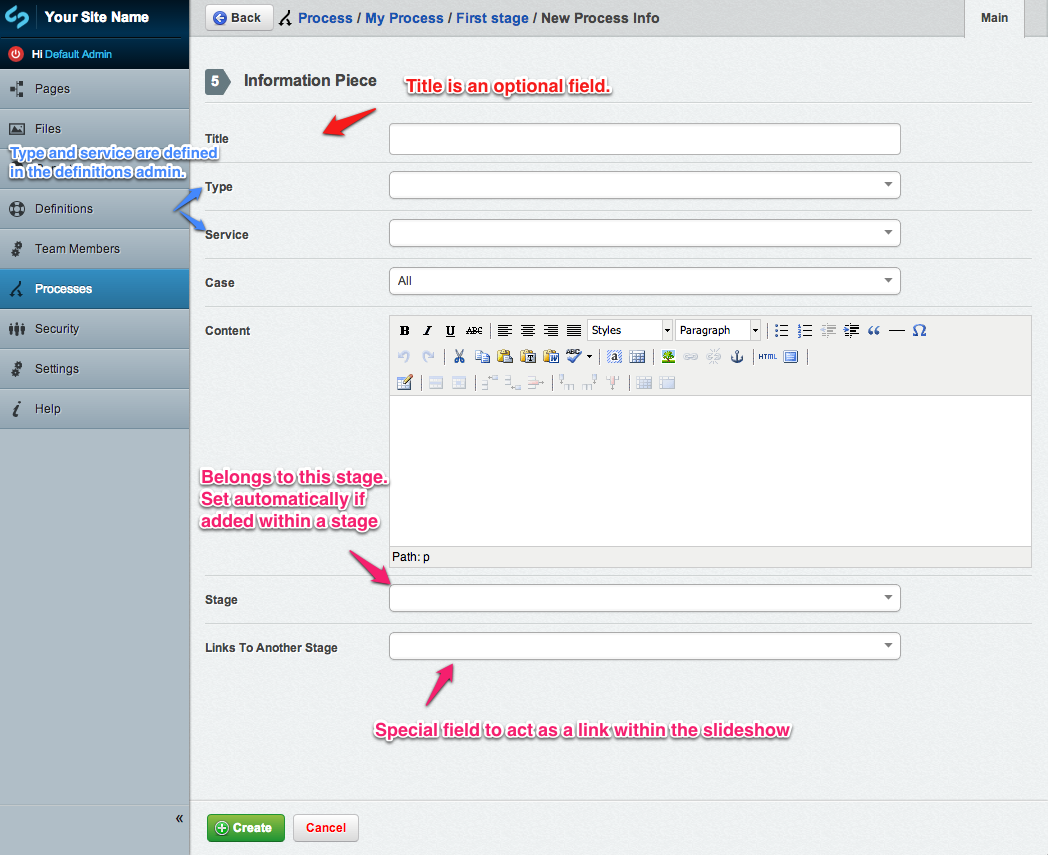 Your Site Name
Back
Process / My Process / First stage / New Process Info
Main
Hi Default Admin
Pages
Files
Type and service are defined
in the definitions admin.
Definitions
Team Members
Processes
Security
Settings
Help
«
5 Information Piece
Title is an optional field.
Title
Type
Service
Case
All
Content
B I U ABC Styles Paragraph “ — Ω
T W ABC a HTML
Path: p
Belongs to this stage.
Set automatically if
added within a stage
Stage
Links To Another Stage
Special field to act as a link within the slideshow
Create
Cancel